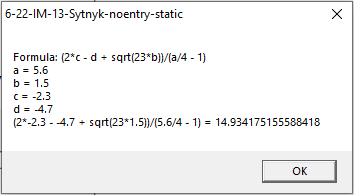 6-22-IM-13-Sytnyk-noentry-static
Formula: (2*c - d + sqrt(23*b))/(a/4 - 1)
a = 5.6
b = 1.5
c = -2.3
d = -4.7
(2*-2.3 - -4.7 + sqrt(23*1.5))/(5.6/4 - 1) = 14.934175155588418
OK